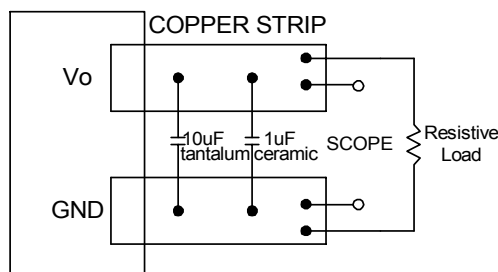 COPPER STRIP
Vo
10uF 1uF
tantalum ceramic
SCOPE
Resistive
Load
GND